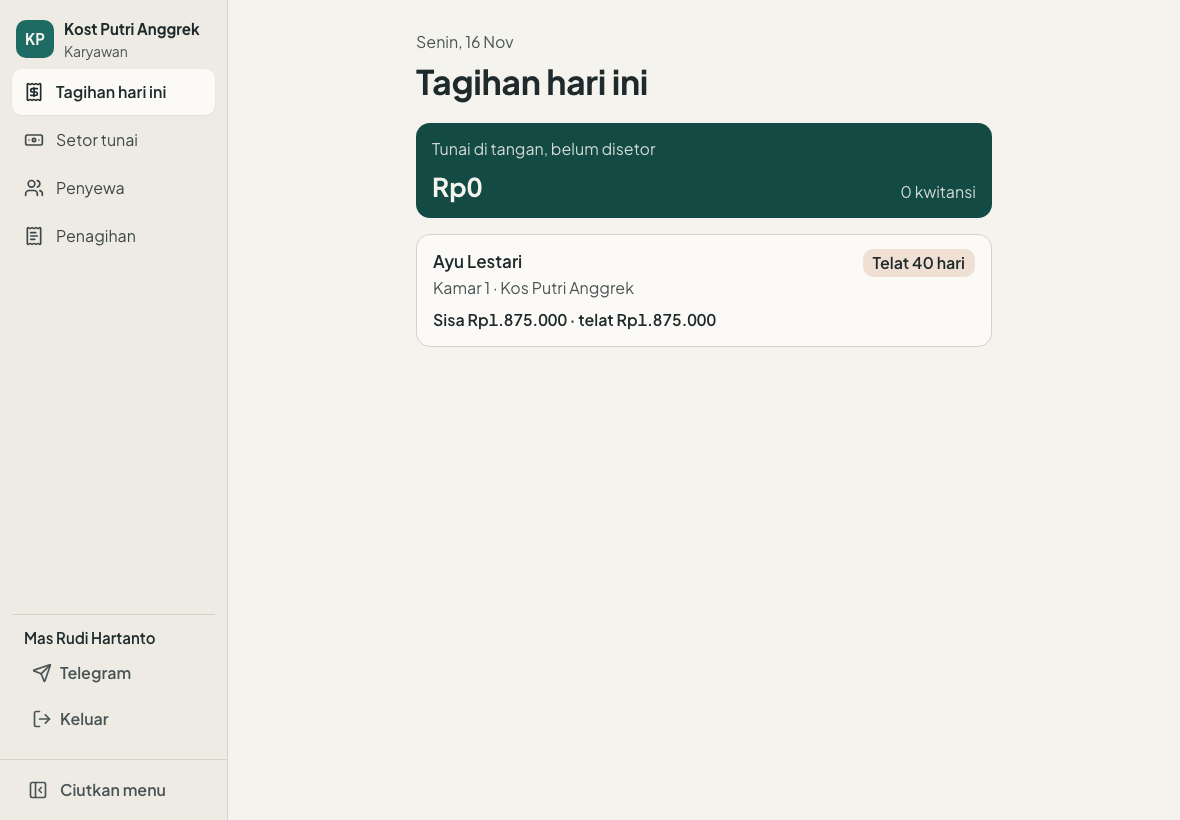 KP
Kost Putri Anggrek
Karyawan
Tagihan hari ini
Setor tunai
Penyewa
Penagihan
Mas Rudi Hartanto
Telegram
Keluar
Ciutkan menu
Senin, 16 Nov
Tagihan hari ini
Tunai di tangan, belum disetor
Rp0
0 kwitansi
Ayu Lestari
Telat 40 hari
Kamar 1 · Kos Putri Anggrek
Sisa Rp1.875.000 · telat Rp1.875.000